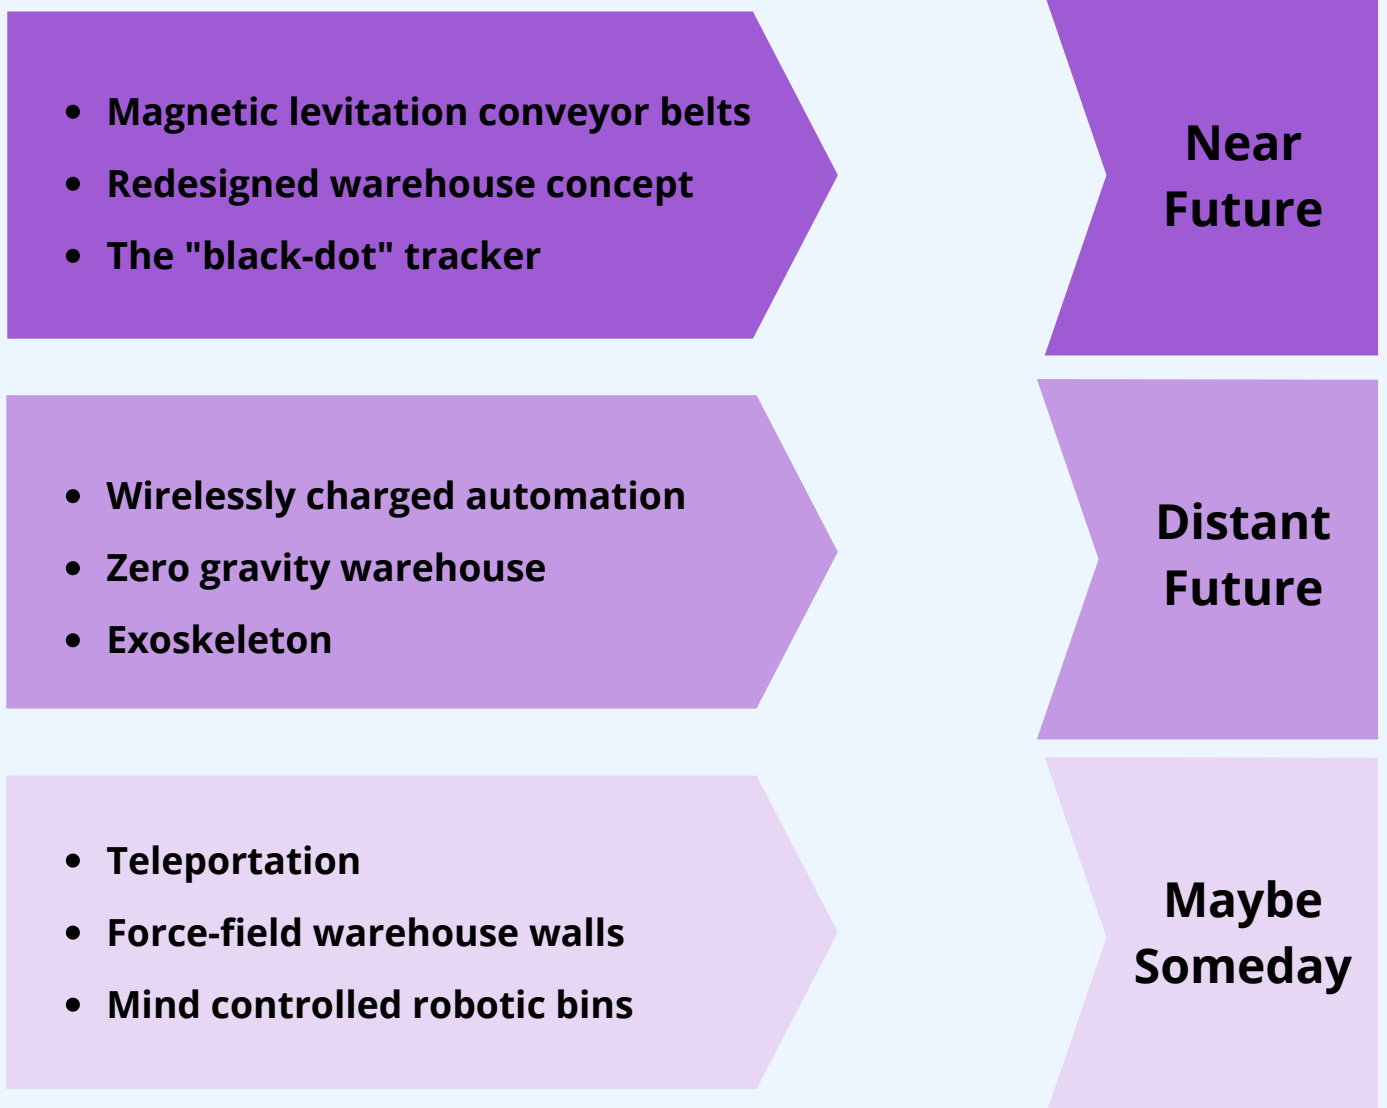 • Magnetic levitation conveyor belts
• Redesigned warehouse concept
• The "black-dot" tracker
Near
Future
• Wirelessly charged automation
• Zero gravity warehouse
• Exoskeleton
Distant
Future
• Teleportation
• Force-field warehouse walls
• Mind controlled robotic bins
Maybe
Someday